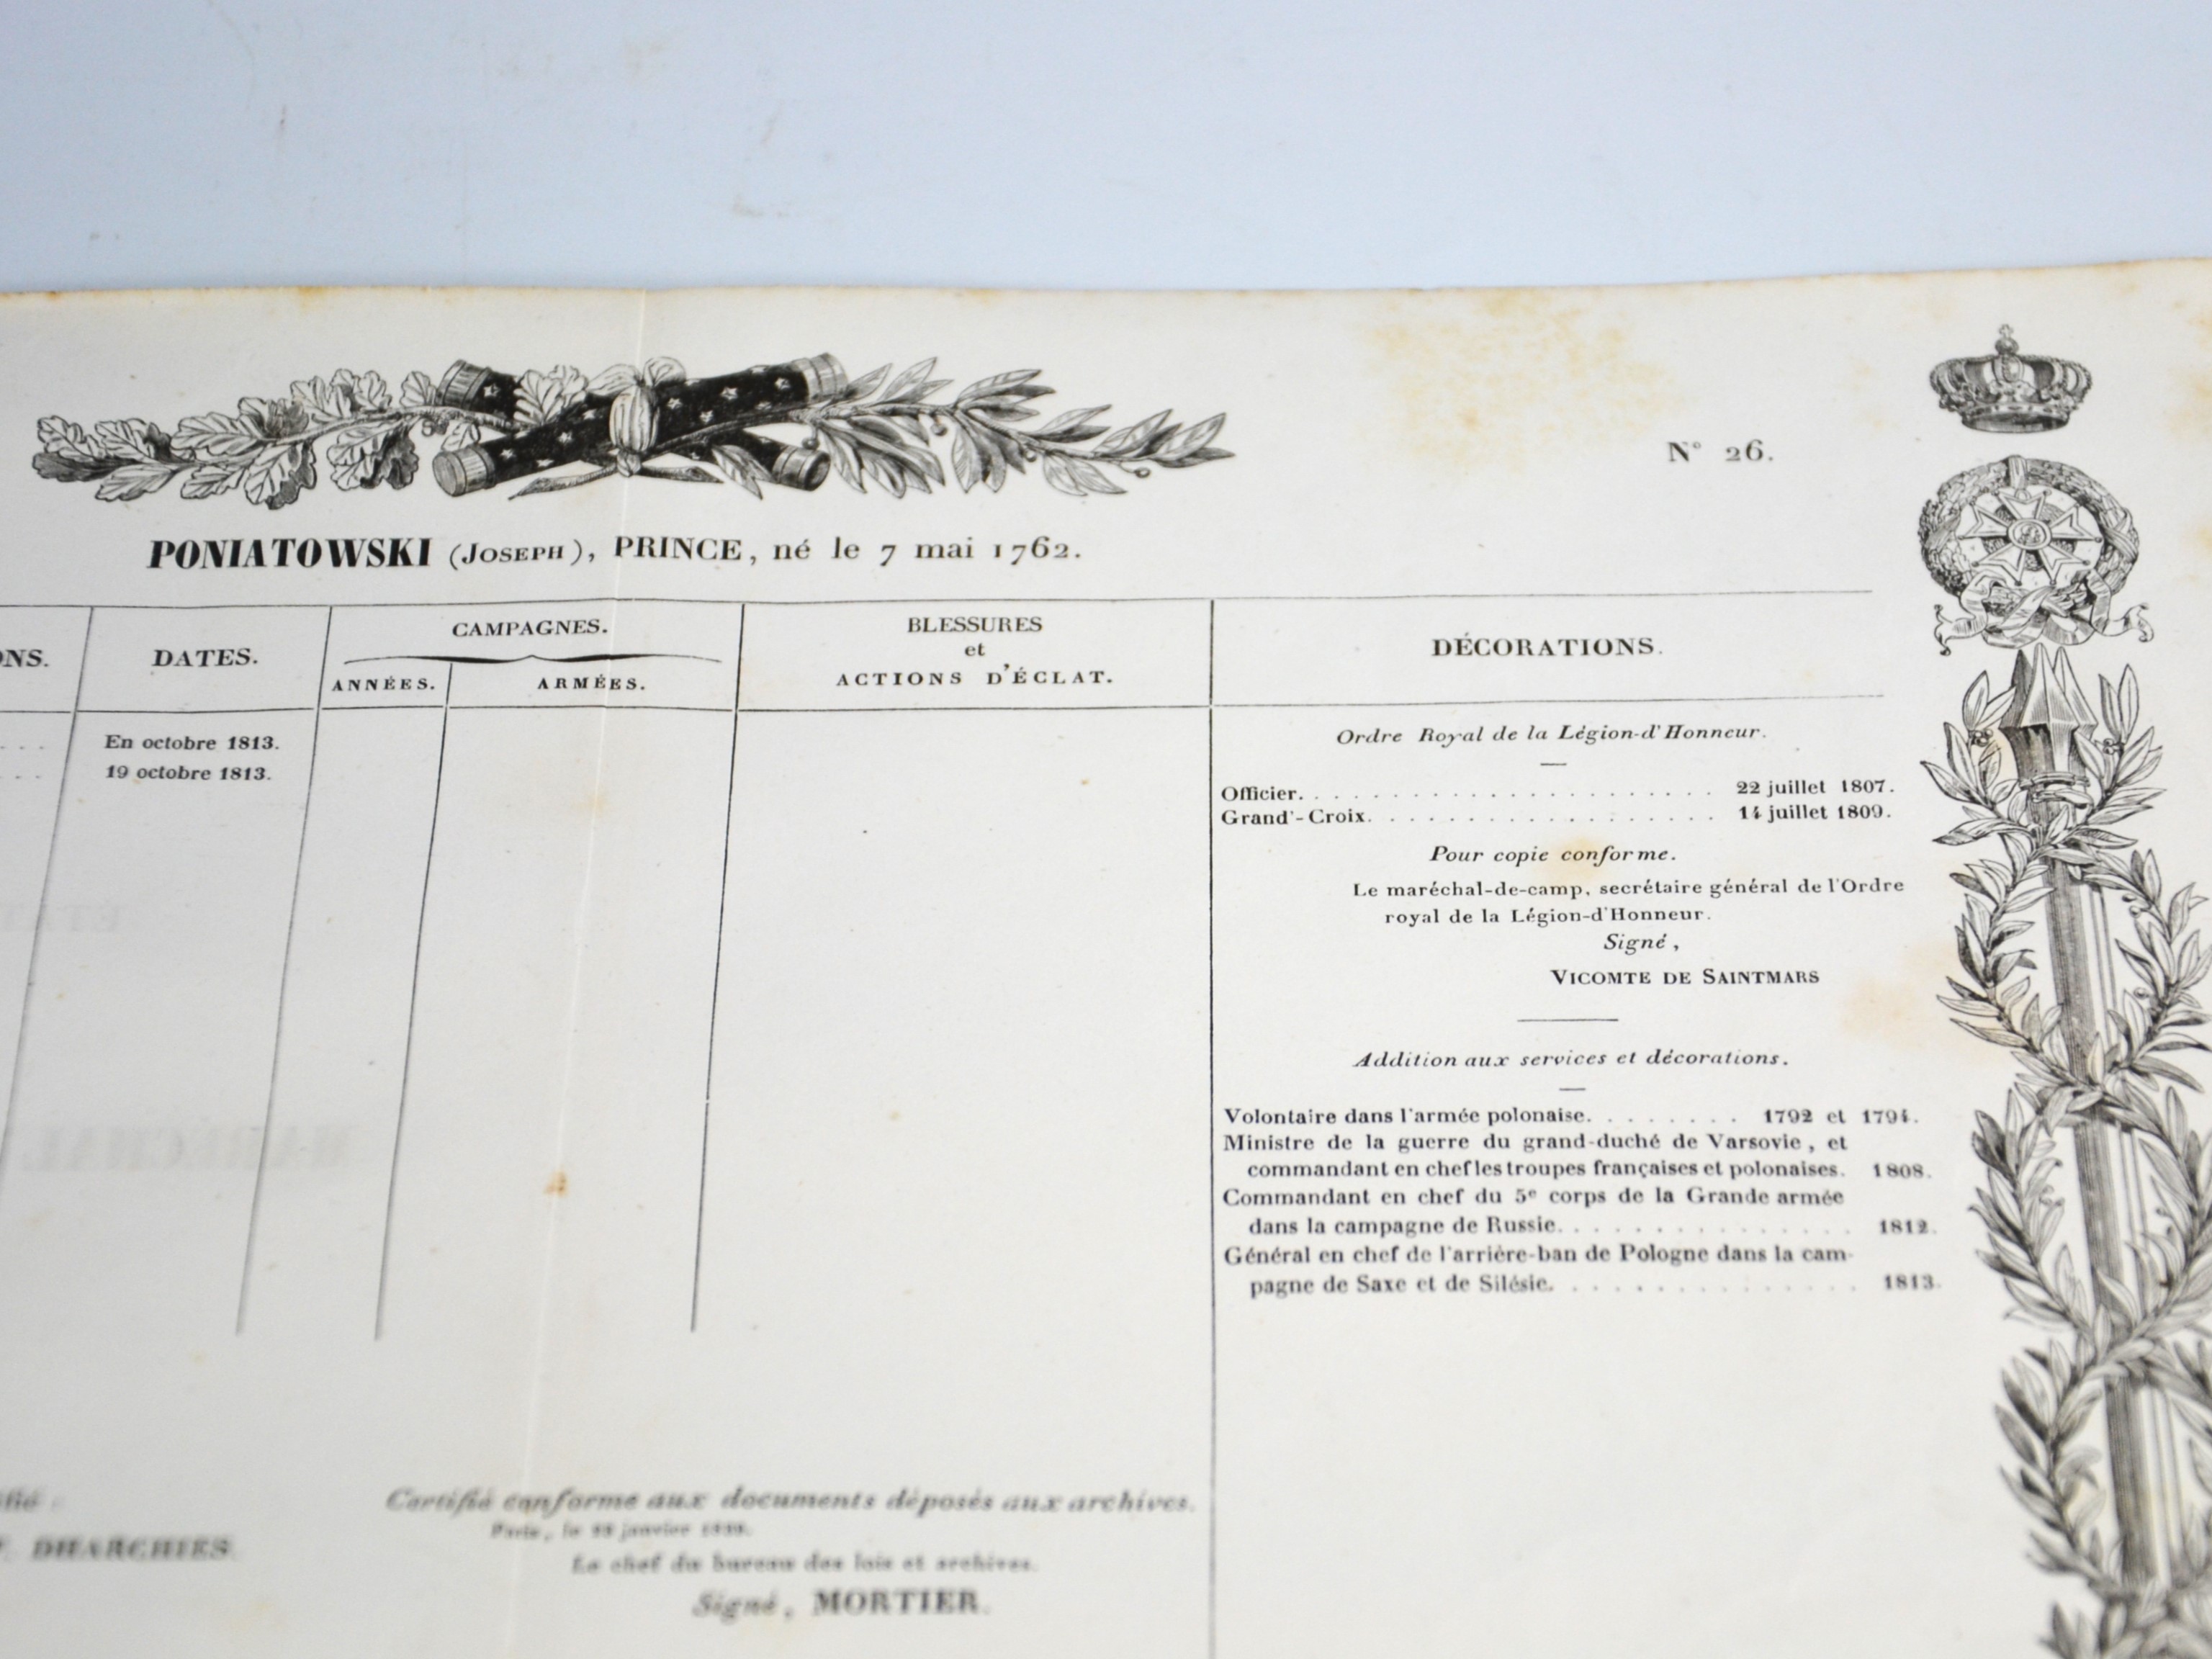 N° 26.
PONIATOWSKI (JOSEPH), PRINCE, né le 7 mai 1762.
ONS.
DATES.
CAMPAGNES.
ANNÉES.
ARMÉES.
BLESSURES
et
ACTIONS D'ÉCLAT.
DÉCORATIONS.
. . . En octobre 1813.
. . . 19 octobre 1813.
Ordre Royal de la Légion-d'Honneur.
Officier. . . . . . . . . . . . . . . . . . . . . . 22 juillet 1807.
Grand'-Croix. . . . . . . . . . . . . . . . . . . 14 juillet 1809.
Pour copie conforme.
Le maréchal-de-camp, secrétaire général de l'Ordre
royal de la Légion-d'Honneur.
Signé,
VICOMTE DE SAINTMARS
Addition aux services et décorations.
Volontaire dans l'armée polonaise. . . . . . . . 1792 et 1794.
Ministre de la guerre du grand-duché de Varsovie, et
commandant en chef les troupes françaises et polonaises. 1808.
Commandant en chef du 5e corps de la Grande armée
dans la campagne de Russie. . . . . . . . . . . . . . . 1812.
Général en chef de l'arrière-ban de Pologne dans la cam-
pagne de Saxe et de Silésie. . . . . . . . . . . . . . . 1813.
DHARCHIES
Certifié conforme aux documents déposés aux archives.
Paris, le janvier
Le chef du bureau des lois et archives.
Signé, MORTIER.